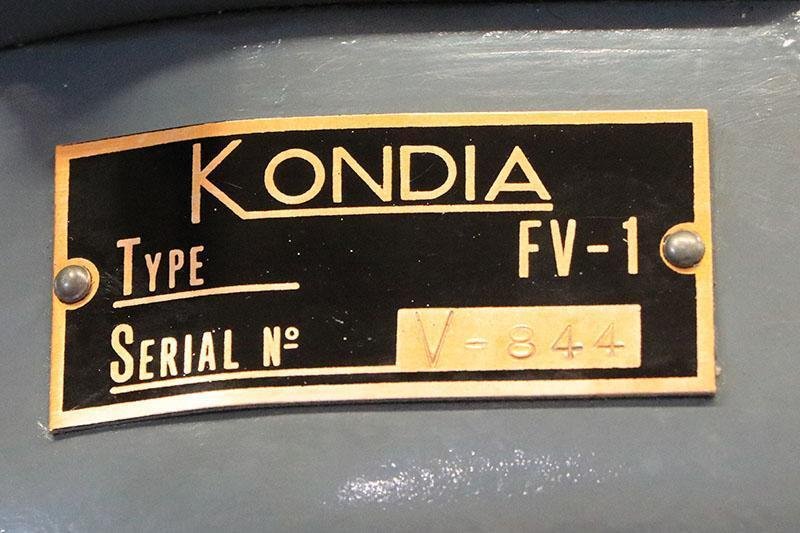 KONDIA
TYPE FV-1
SERIAL Nº V-844